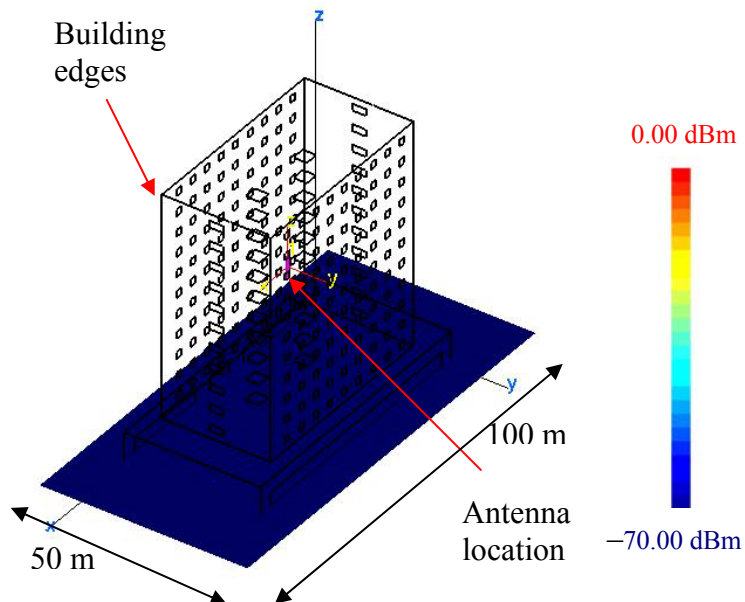 z
Building
edges
0.00 dBm
y
y
100 m
x
50 m
Antenna
location
−70.00 dBm